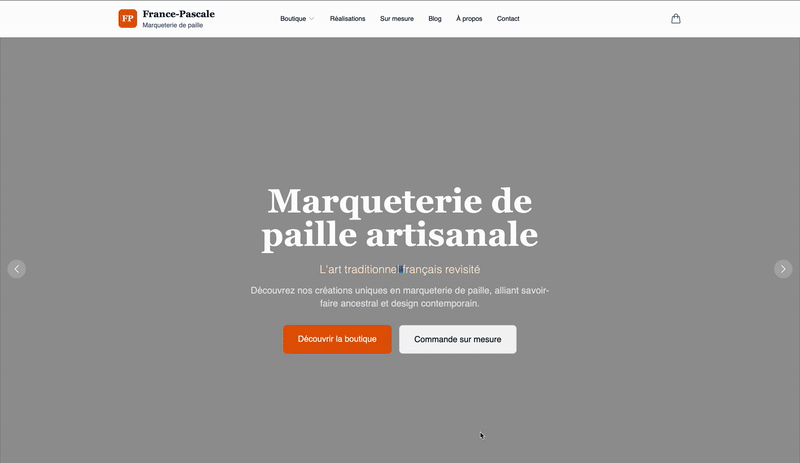 FP
France-Pascale
Marqueterie de paille
Boutique
Réalisations
Sur mesure
Blog
À propos
Contact
Marqueterie de
paille artisanale
L'art traditionnel français revisité
Découvrez nos créations uniques en marqueterie de paille, alliant savoir-
faire ancestral et design contemporain.
Découvrir la boutique
Commande sur mesure